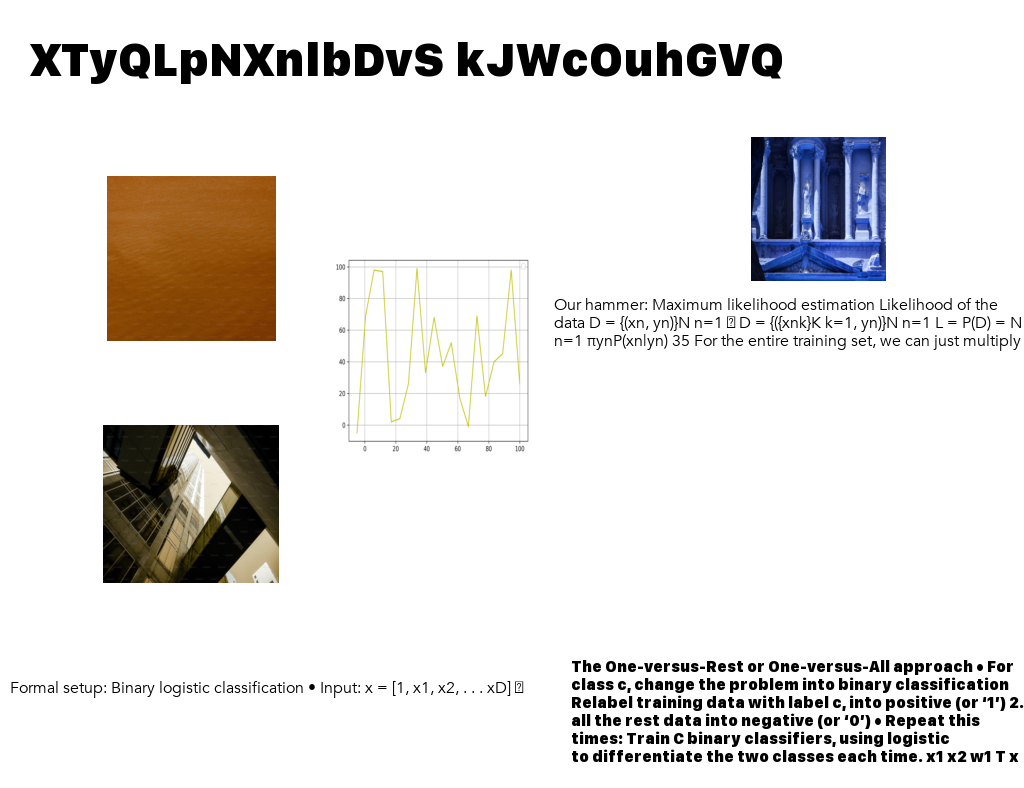 XTyQLpNXnlbDvS kJWcOuhGVQ
Our hammer: Maximum likelihood estimation Likelihood of the
data D = {(xn, yn)}N n=1 D = {({xnk}K k=1, yn)}N n=1 L = P(D) = N
n=1 πynP(xn|yn) 35 For the entire training set, we can just multiply
100
80
60
40
20
0
0 20 40 60 80 100
Formal setup: Binary logistic classification • Input: x = [1, x1, x2, . . . xD]
The One-versus-Rest or One-versus-All approach • For
class c, change the problem into binary classification
Relabel training data with label c, into positive (or ‘1’) 2.
all the rest data into negative (or ‘0’) • Repeat this
times: Train C binary classifiers, using logistic
to differentiate the two classes each time. x1 x2 w1 T x